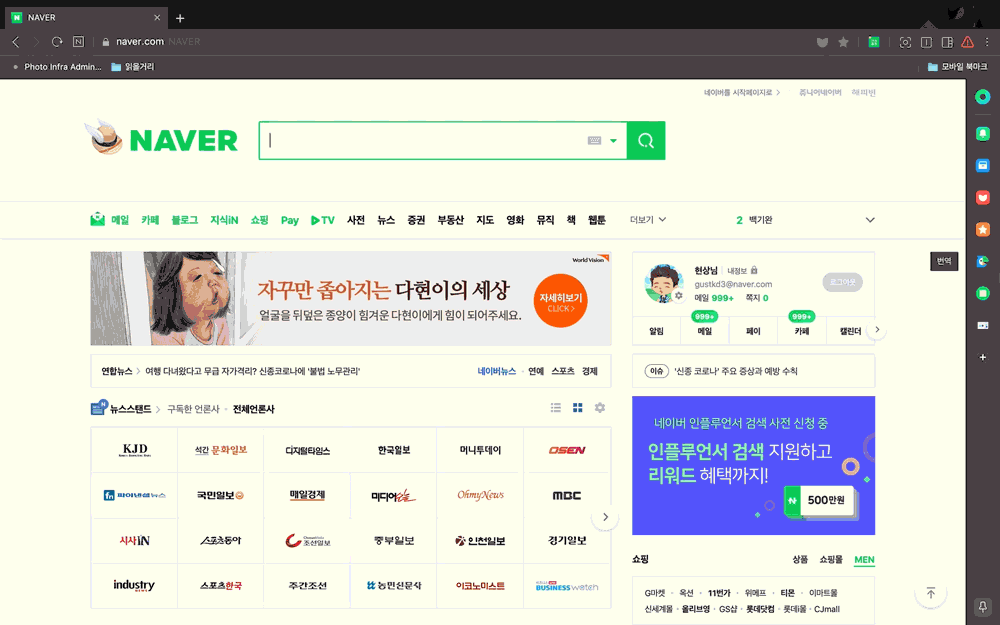 NAVER
naver.com NAVER
Photo Infra Admin... 읽을거리 모바일 북마크
네이버를 시작페이지로 쥬니어네이버 해피빈
NAVER
메일 카페 블로그 지식iN 쇼핑 Pay TV 사전 뉴스 증권 부동산 지도 영화 뮤직 책 웹툰 더보기 2 백기완
번역
World Vision
자꾸만 좁아지는 다현이의 세상
얼굴을 뒤덮은 종양이 힘겨운 다현이에게 힘이 되어주세요.
자세히보기
CLICK >
현상님 내정보
gustkd3@naver.com
메일 999+ 쪽지 0
로그아웃
999+ 999+
알림 메일 페이 카페 캘린더
연합뉴스 > 여행 다녀왔다고 무급 자가격리? 신종코로나에 '불법 노무관리'
네이버뉴스 · 연예 스포츠 경제
이슈 '신종 코로나' 주요 증상과 예방 수칙
뉴스스탠드 > 구독한 언론사 · 전체언론사
KJD 석간 문화일보 디지털타임스 한국일보 머니투데이 OSEN
파이낸셜뉴스 국민일보 매일경제 미디어오늘 OhmyNews MBC
시사iN 스포츠동아 조선일보 중부일보 인천일보 경기일보
industry 스포츠한국 주간조선 농민신문사 이코노미스트 BUSINESS watch
네이버 인플루언서 검색 사전 신청 중
인플루언서 검색 지원하고
리워드 혜택까지!
500만원
쇼핑 상품 쇼핑몰 MEN
G마켓 · 옥션 · 11번가 · 위메프 · 티몬 · 이마트몰
신세계몰 · 올리브영 · GS샵 · 롯데닷컴 · 롯데몰 · CJmall